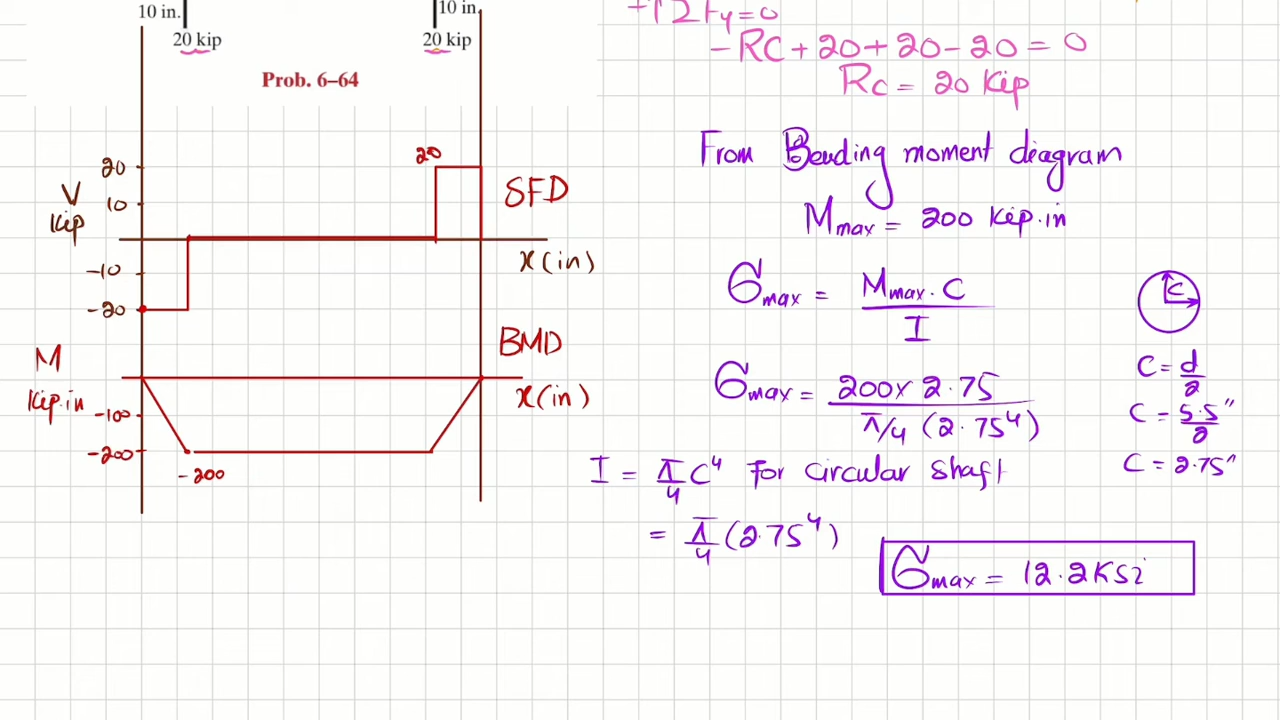 10 in.
10 in.
20 kip
20 kip
Prob. 6–64
+↑ΣFy = 0
- RC + 20 + 20 - 20 = 0
RC = 20 Kip
From Bending moment diagram
Mmax = 200 Kip.in
σmax = Mmax . C / I
C
σmax = 200 x 2.75 / π/4 (2.75⁴)
C = d/2
C = 5.5"/2
C = 2.75"
I = π/4 C⁴ for circular shaft
= π/4 (2.75⁴)
σmax = 12.2 Ksi
20
20
10
-10
-20
V
Kip
SFD
x (in)
M
Kip.in
BMD
x (in)
-100
-200
-200